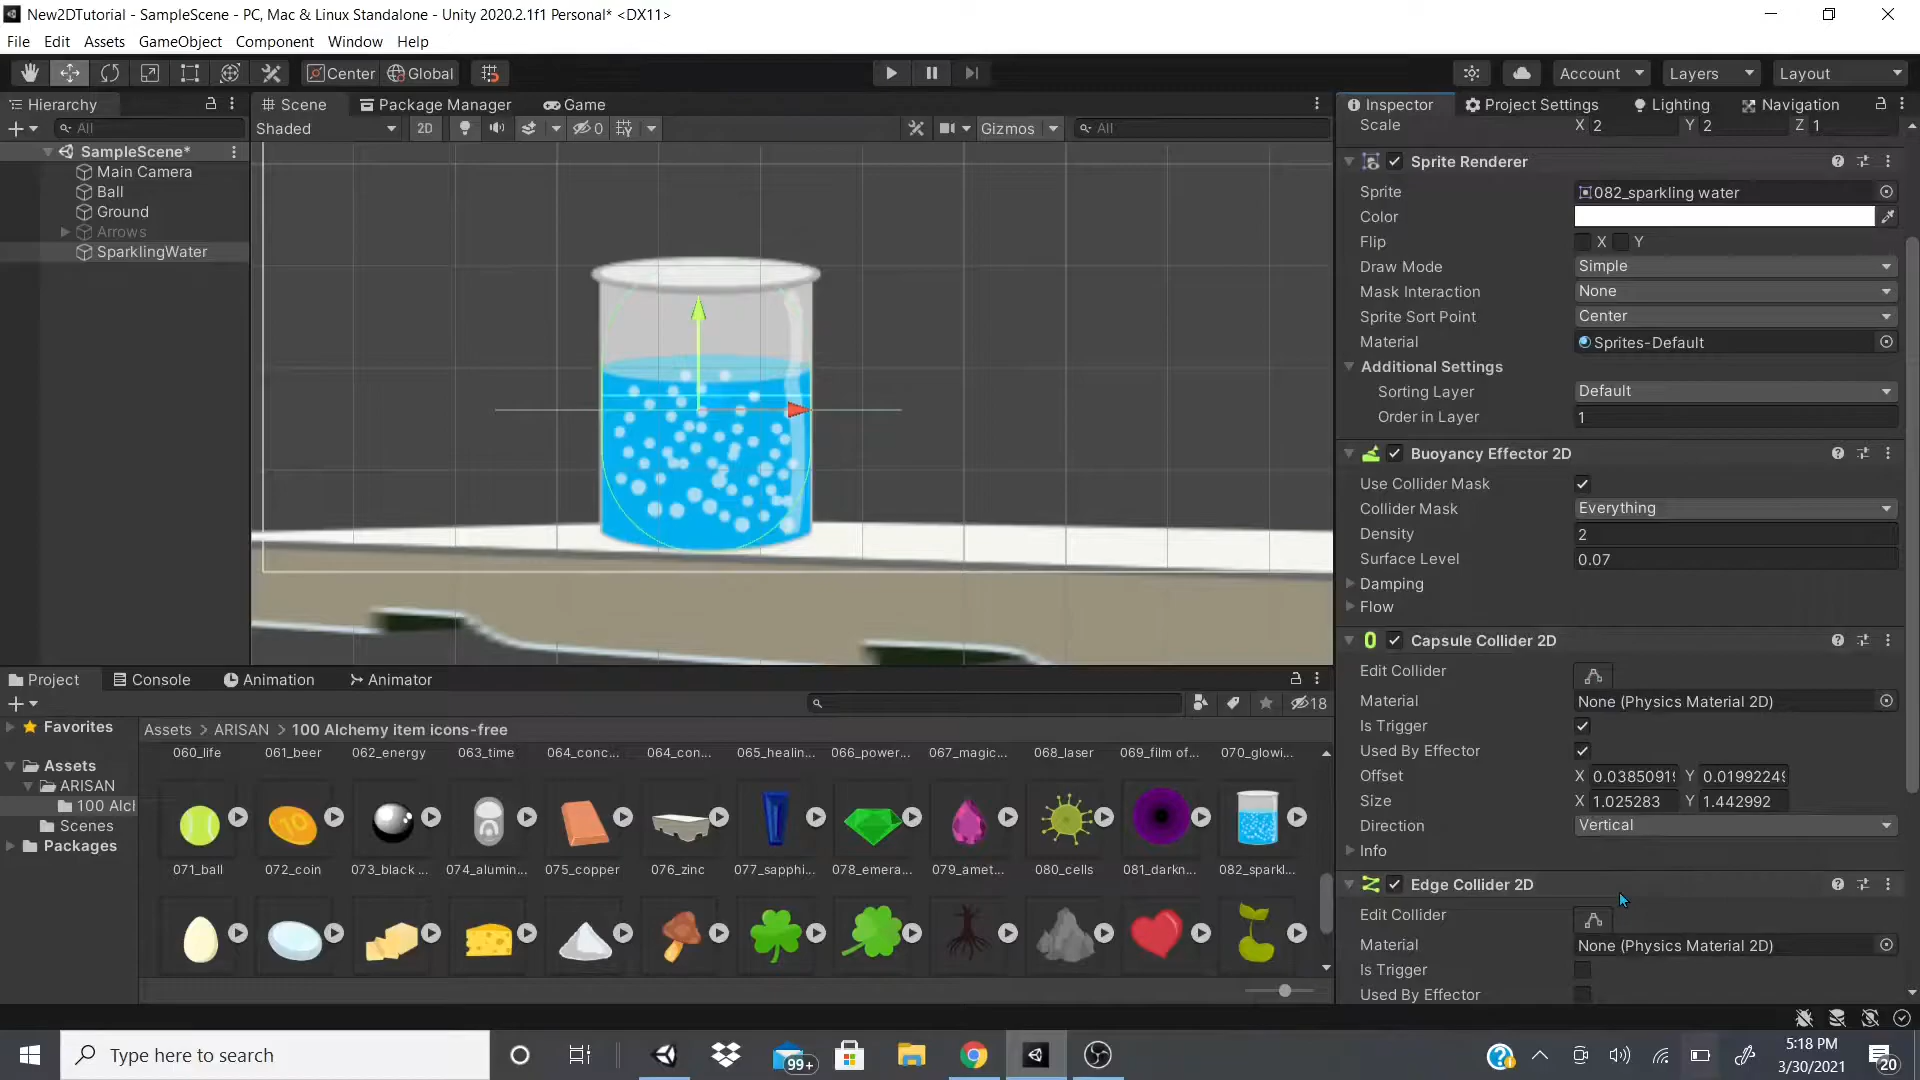 New2DTutorial - SampleScene - PC, Mac & Linux Standalone - Unity 2020.2.1f1 Personal* <DX11>
File Edit Assets GameObject Component Window Help
Center Global Account Layers Layout
Hierarchy
All
SampleScene*
Main Camera
Ball
Ground
Arrows
SparklingWater
Scene Package Manager Game
Shaded 2D 0 Gizmos All
Inspector Project Settings Lighting Navigation
Scale X 2 Y 2 Z 1
Sprite Renderer
Sprite 082_sparkling water
Color
Flip X Y
Draw Mode Simple
Mask Interaction None
Sprite Sort Point Center
Material Sprites-Default
Additional Settings
Sorting Layer Default
Order in Layer 1
Buoyancy Effector 2D
Use Collider Mask
Collider Mask Everything
Density 2
Surface Level 0.07
Damping
Flow
Capsule Collider 2D
Edit Collider
Material None (Physics Material 2D)
Is Trigger
Used By Effector
Offset X 0.0385091 Y 0.0199224
Size X 1.025283 Y 1.442992
Direction Vertical
Info
Edge Collider 2D
Edit Collider
Material None (Physics Material 2D)
Is Trigger
Used By Effector
Project Console Animation Animator
18
Favorites
Assets
ARISAN
100 Alch
Scenes
Packages
Assets > ARISAN > 100 Alchemy item icons-free
060_life 061_beer 062_energy 063_time 064_conc... 064_con... 065_healin... 066_power... 067_magic... 068_laser 069_film of... 070_glowi...
10
071_ball 072_coin 073_black ... 074_alumin... 075_copper 076_zinc 077_sapphi... 078_emera... 079_amet... 080_cells 081_darkn... 082_sparkl...
Type here to search
99+
5:18 PM
3/30/2021
20